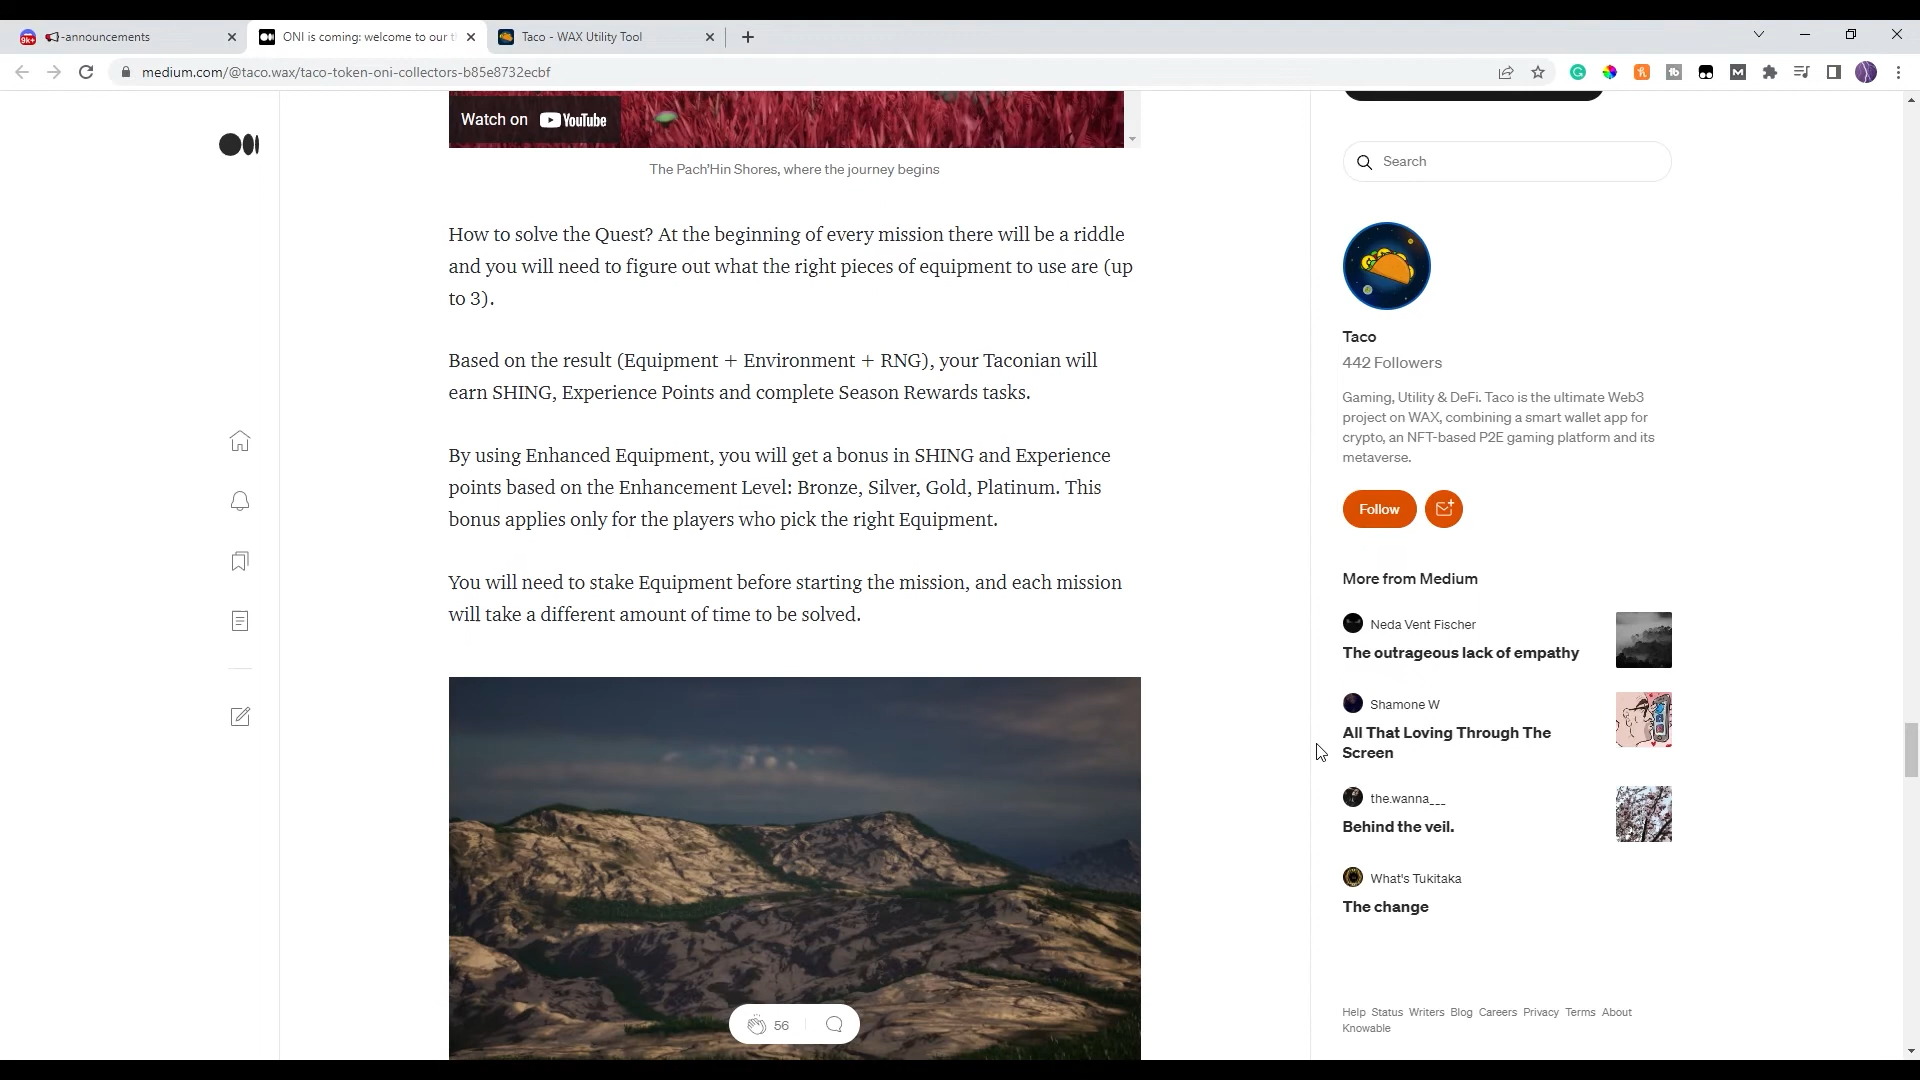 9k+
-announcements
ONI is coming: welcome to our t
Taco - WAX Utility Tool
medium.com/@taco.wax/taco-token-oni-collectors-b85e8732ecbf
Watch on YouTube
The Pach'Hin Shores, where the journey begins
How to solve the Quest? At the beginning of every mission there will be a riddle
and you will need to figure out what the right pieces of equipment to use are (up
to 3).
Based on the result (Equipment + Environment + RNG), your Taconian will
earn SHING, Experience Points and complete Season Rewards tasks.
By using Enhanced Equipment, you will get a bonus in SHING and Experience
points based on the Enhancement Level: Bronze, Silver, Gold, Platinum. This
bonus applies only for the players who pick the right Equipment.
You will need to stake Equipment before starting the mission, and each mission
will take a different amount of time to be solved.
56
Search
Taco
442 Followers
Gaming, Utility & DeFi. Taco is the ultimate Web3
project on WAX, combining a smart wallet app for
crypto, an NFT-based P2E gaming platform and its
metaverse.
Follow
More from Medium
Neda Vent Fischer
The outrageous lack of empathy
Shamone W
All That Loving Through The
Screen
the.wanna___
Behind the veil.
What's Tukitaka
The change
Help Status Writers Blog Careers Privacy Terms About
Knowable